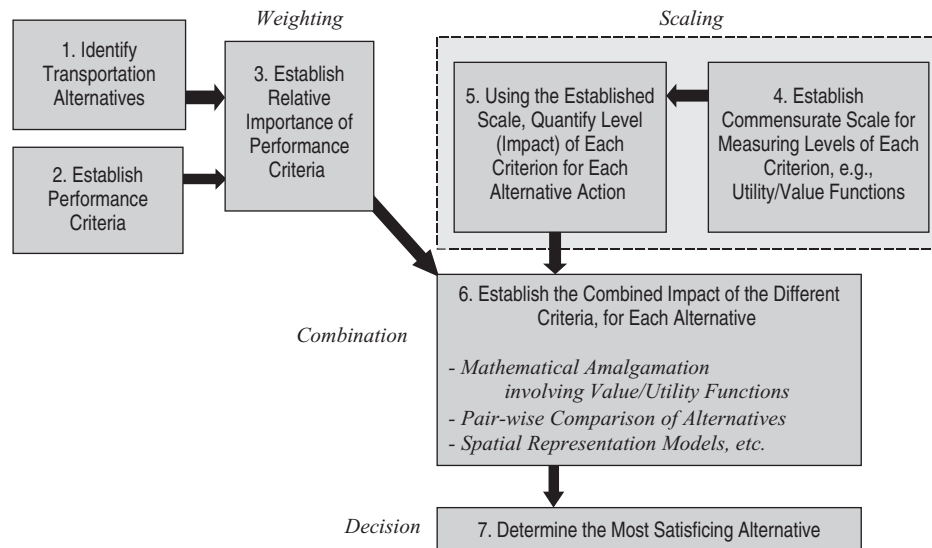 Weighting
Scaling
1. Identify
Transportation
Alternatives
2. Establish
Performance
Criteria
3. Establish
Relative
Importance of
Performance
Criteria
5. Using the Established
Scale, Quantify Level
(Impact) of Each
Criterion for Each
Alternative Action
4. Establish
Commensurate Scale for
Measuring Levels of Each
Criterion, e.g.,
Utility/Value Functions
Combination
6. Establish the Combined Impact of the Different
Criteria, for Each Alternative
- Mathematical Amalgamation
involving Value/Utility Functions
- Pair-wise Comparison of Alternatives
- Spatial Representation Models, etc.
Decision
7. Determine the Most Satisficing Alternative